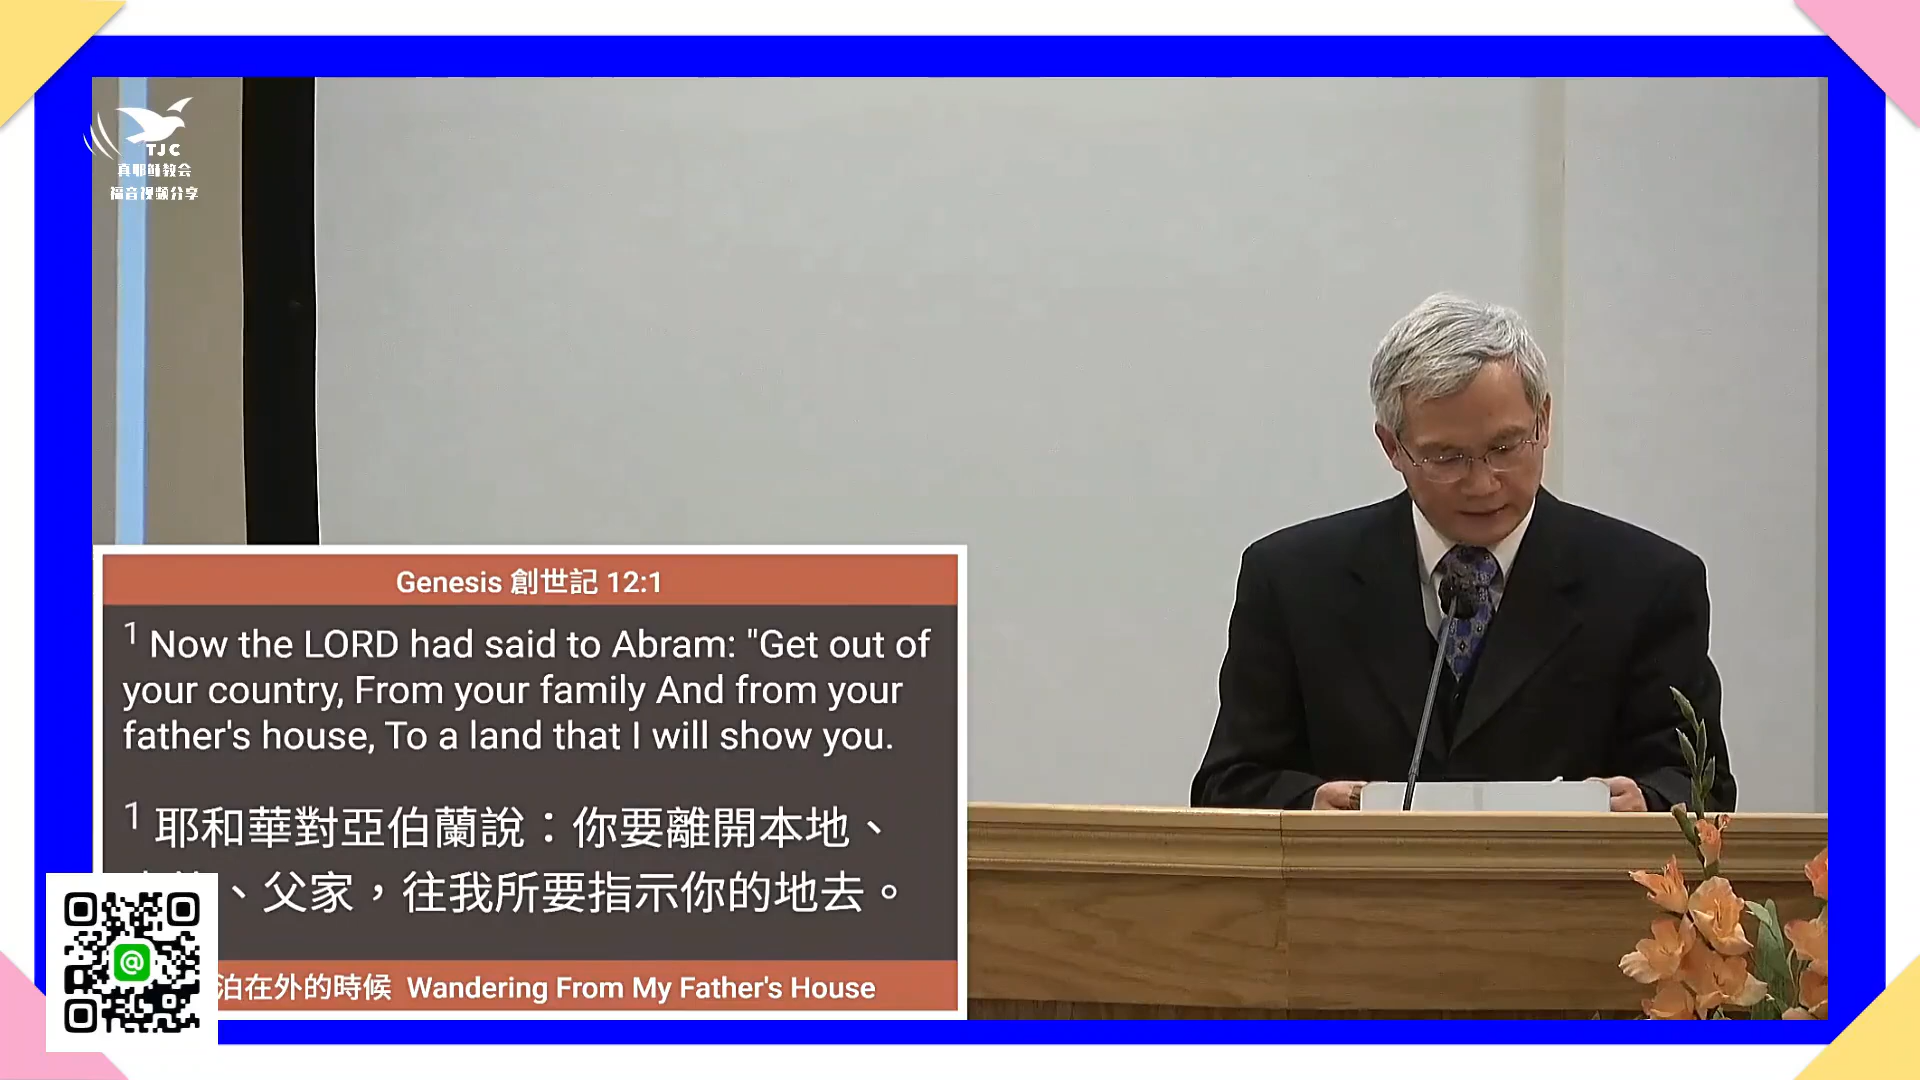 TJC
真耶稣教会
福音视频分享
Genesis 創世記 12:1
1 Now the LORD had said to Abram: "Get out of
your country, From your family And from your
father's house, To a land that I will show you.
1 耶和華對亞伯蘭說：你要離開本地、
、父家，往我所要指示你的地去。
泊在外的時候 Wandering From My Father's House
@